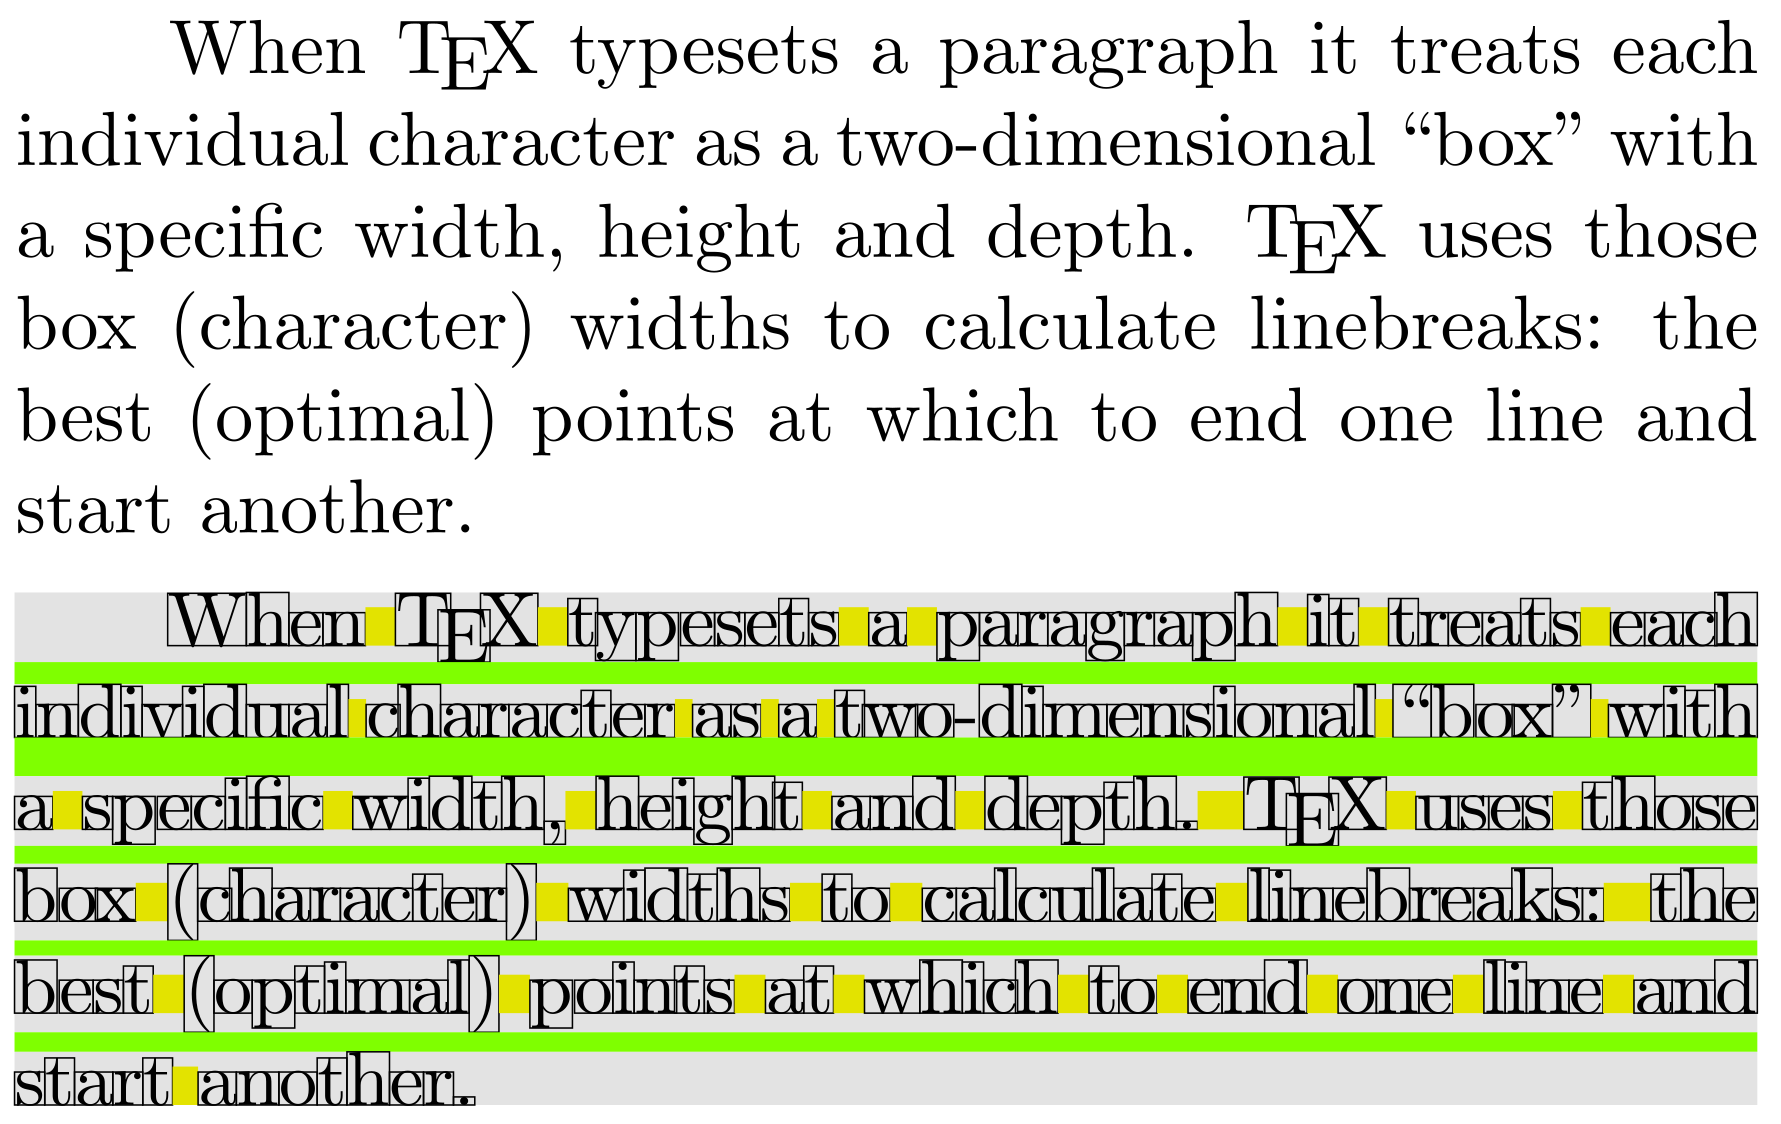 When TEX typesets a paragraph it treats each
individual character as a two-dimensional “box” with
a specific width, height and depth. TEX uses those
box (character) widths to calculate linebreaks: the
best (optimal) points at which to end one line and
start another.
When TEX typesets a paragraph it treats each
individual character as a two-dimensional “box” with
a specific width, height and depth. TEX uses those
box (character) widths to calculate linebreaks: the
best (optimal) points at which to end one line and
start another.